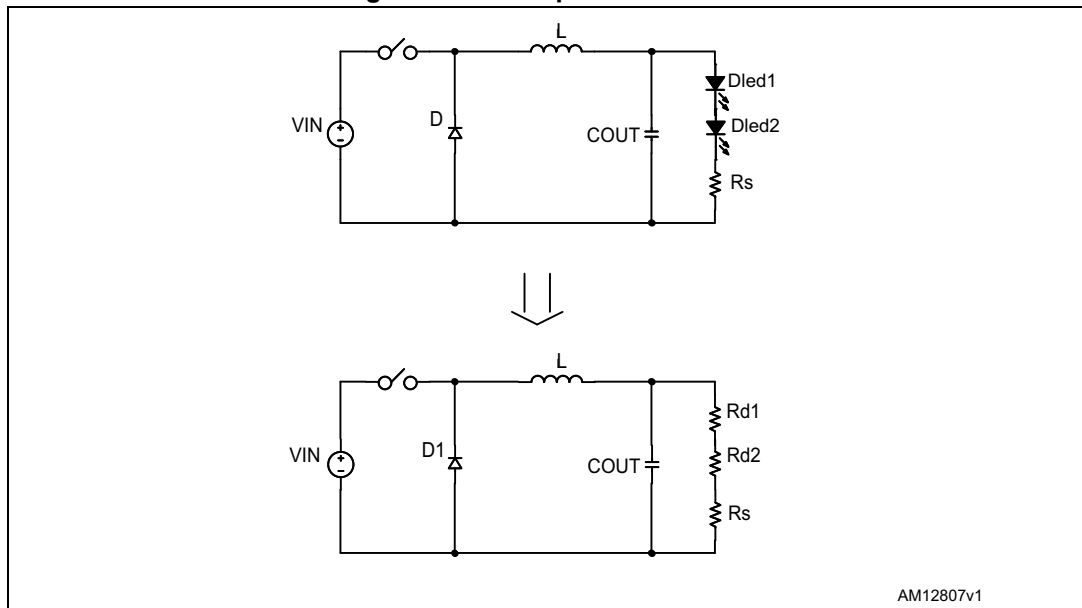 L
Dled1
VIN
+
-
D
COUT
Dled2
Rs
L
Rd1
VIN
+
-
D1
COUT
Rd2
Rs
AM12807v1